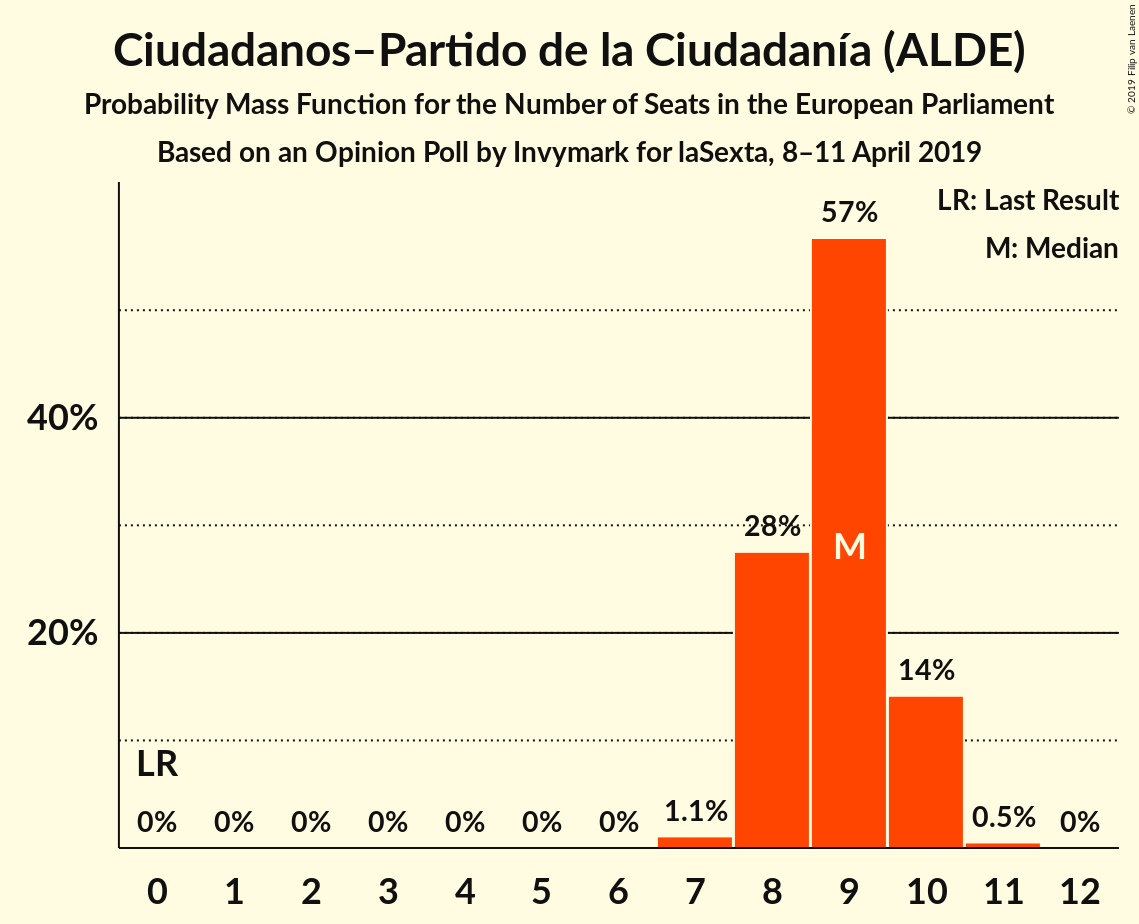 Ciudadanos–Partido de la Ciudadanía (ALDE)
Probability Mass Function for the Number of Seats in the European Parliament
Based on an Opinion Poll by Invymark for laSexta, 8–11 April 2019
© 2019 Filip van Laenen
LR: Last Result
M: Median
57%
40%
28%
M
20%
14%
LR
0% 0% 0% 0% 0% 0% 0% 1.1% 0.5% 0%
0 1 2 3 4 5 6 7 8 9 10 11 12